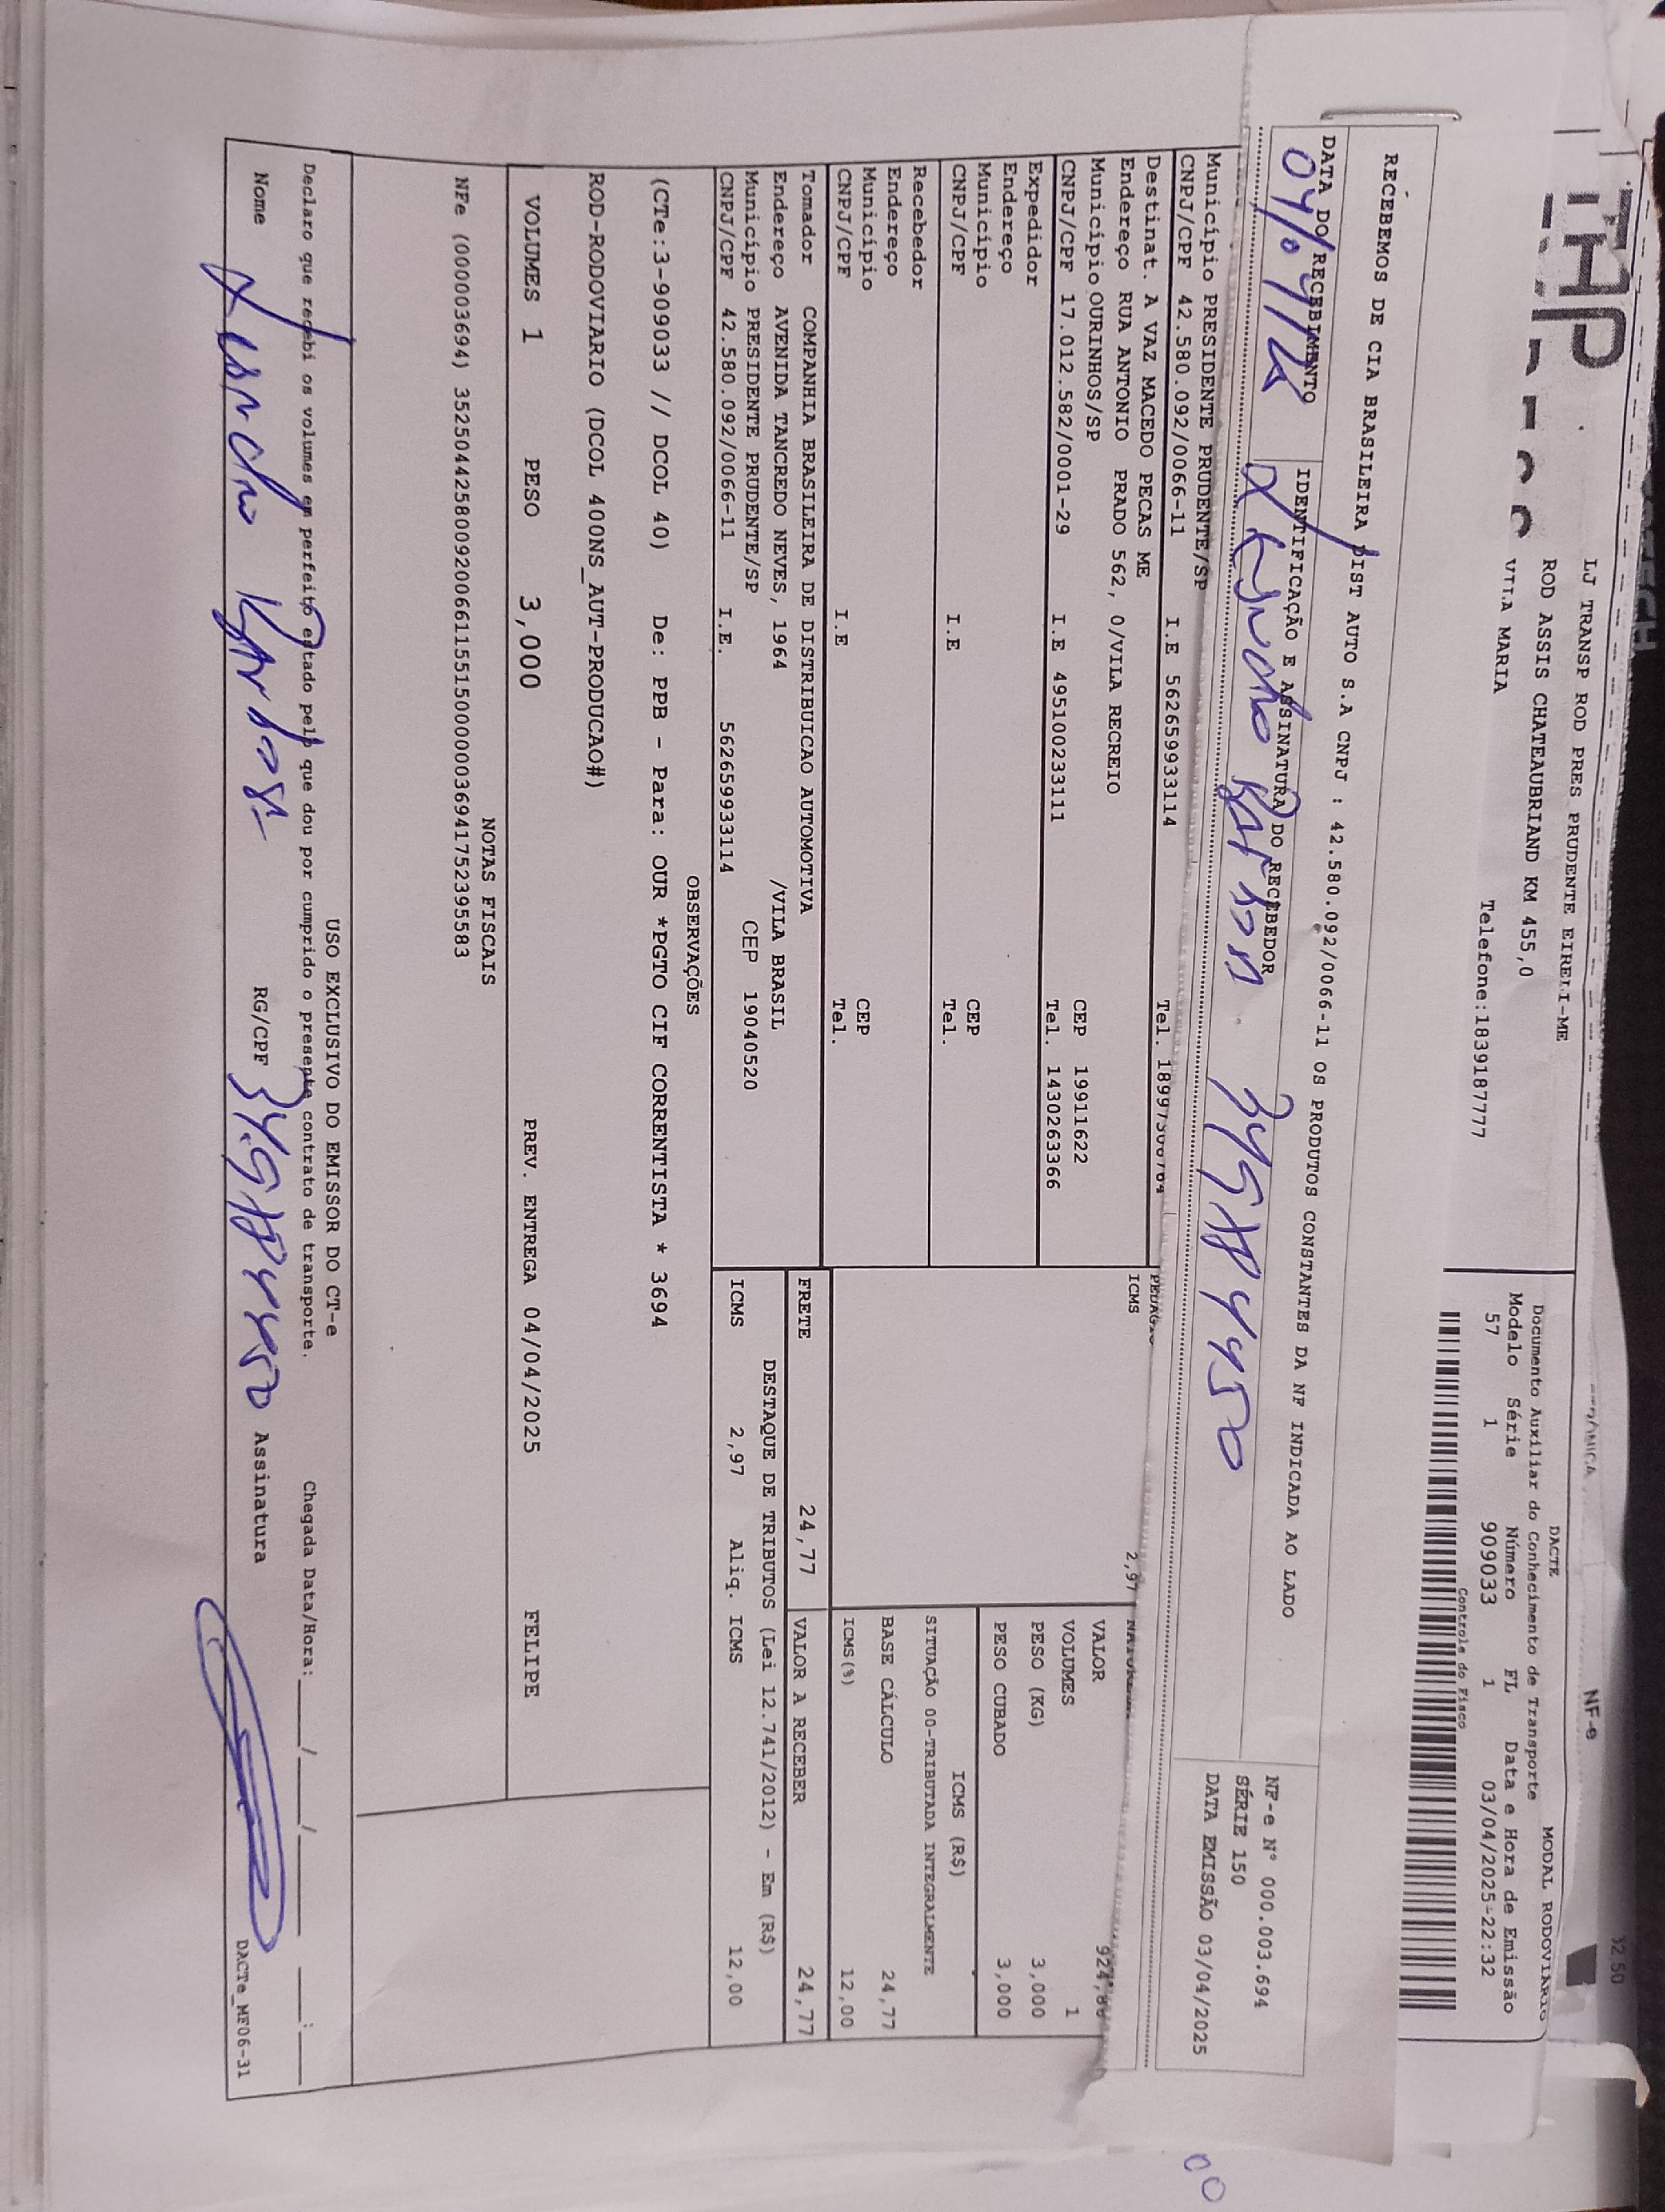 THP
LJ TRANSP ROD PRES PRUDENTE EIRELI-ME
ROD ASSIS CHATEAUBRIAND KM 455,0
VILA MARIA
Telefone:1839187777
NF-e
DACTE
MODAL RODOVIÁRIO
Documento Auxiliar do Conhecimento de Transporte
Modelo Série Número FL Data e Hora de Emissão
57 1 909033 1 03/04/2025-22:32
Controle do Fisco
RECEBEMOS DE CIA BRASILEIRA DIST AUTO S.A CNPJ : 42.580.092/0066-11 OS PRODUTOS CONSTANTES DA NF INDICADA AO LADO
DATA DO RECEBIMENTO
IDENTIFICAÇÃO E ASSINATURA DO RECEBEDOR
NF-e Nº 000.003.694
SÉRIE 150
DATA EMISSÃO 03/04/2025
Município PRESIDENTE PRUDENTE/SP
CNPJ/CPF 42.580.092/0066-11 I.E 562659933114 Tel.
Destinat. A VAZ MACEDO PECAS ME
Endereço RUA ANTONIO PRADO 562, 0/VILA RECREIO
Município OURINHOS/SP CEP 19911622
CNPJ/CPF 17.012.582/0001-29 I.E 495100233111 Tel. 1430263366
Expedidor
Endereço
Município CEP
CNPJ/CPF I.E Tel.
Recebedor
Endereço
Município CEP
CNPJ/CPF I.E Tel.
Tomador COMPANHIA BRASILEIRA DE DISTRIBUICAO AUTOMOTIVA
Endereço AVENIDA TANCREDO NEVES, 1964 /VILA BRASIL
Município PRESIDENTE PRUDENTE/SP CEP 19040520
CNPJ/CPF 42.580.092/0066-11 I.E. 562659933114
ICMS 2,97
VALOR
VOLUMES 1
PESO (KG) 3,000
PESO CUBADO 3,000
ICMS (R$)
SITUAÇÃO 00-TRIBUTADA INTEGRALMENTE
BASE CÁLCULO 24,77
ICMS(%) 12,00
FRETE 24,77 VALOR A RECEBER 24,77
DESTAQUE DE TRIBUTOS (Lei 12.741/2012) - Em (R$)
ICMS 2,97 Aliq. ICMS 12,00
OBSERVAÇÕES
(CTe:3-909033 // DCOL 40) De: PPB - Para: OUR *PGTO CIF CORRENTISTA * 3694
ROD-RODOVIARIO (DCOL 400NS_AUT-PRODUCAO#)
VOLUMES 1 PESO 3,000 PREV. ENTREGA 04/04/2025 FELIPE
NOTAS FISCAIS
NFe (000003694) 35250442580092006611551500000036941752395583
USO EXCLUSIVO DO EMISSOR DO CT-e
Declaro que recebi os volumes em perfeito estado pelo que dou por cumprido o presente contrato de transporte. Chegada Data/Hora: ____/____/____ ____:____
Nome RG/CPF Assinatura
DACTe_MF06-31